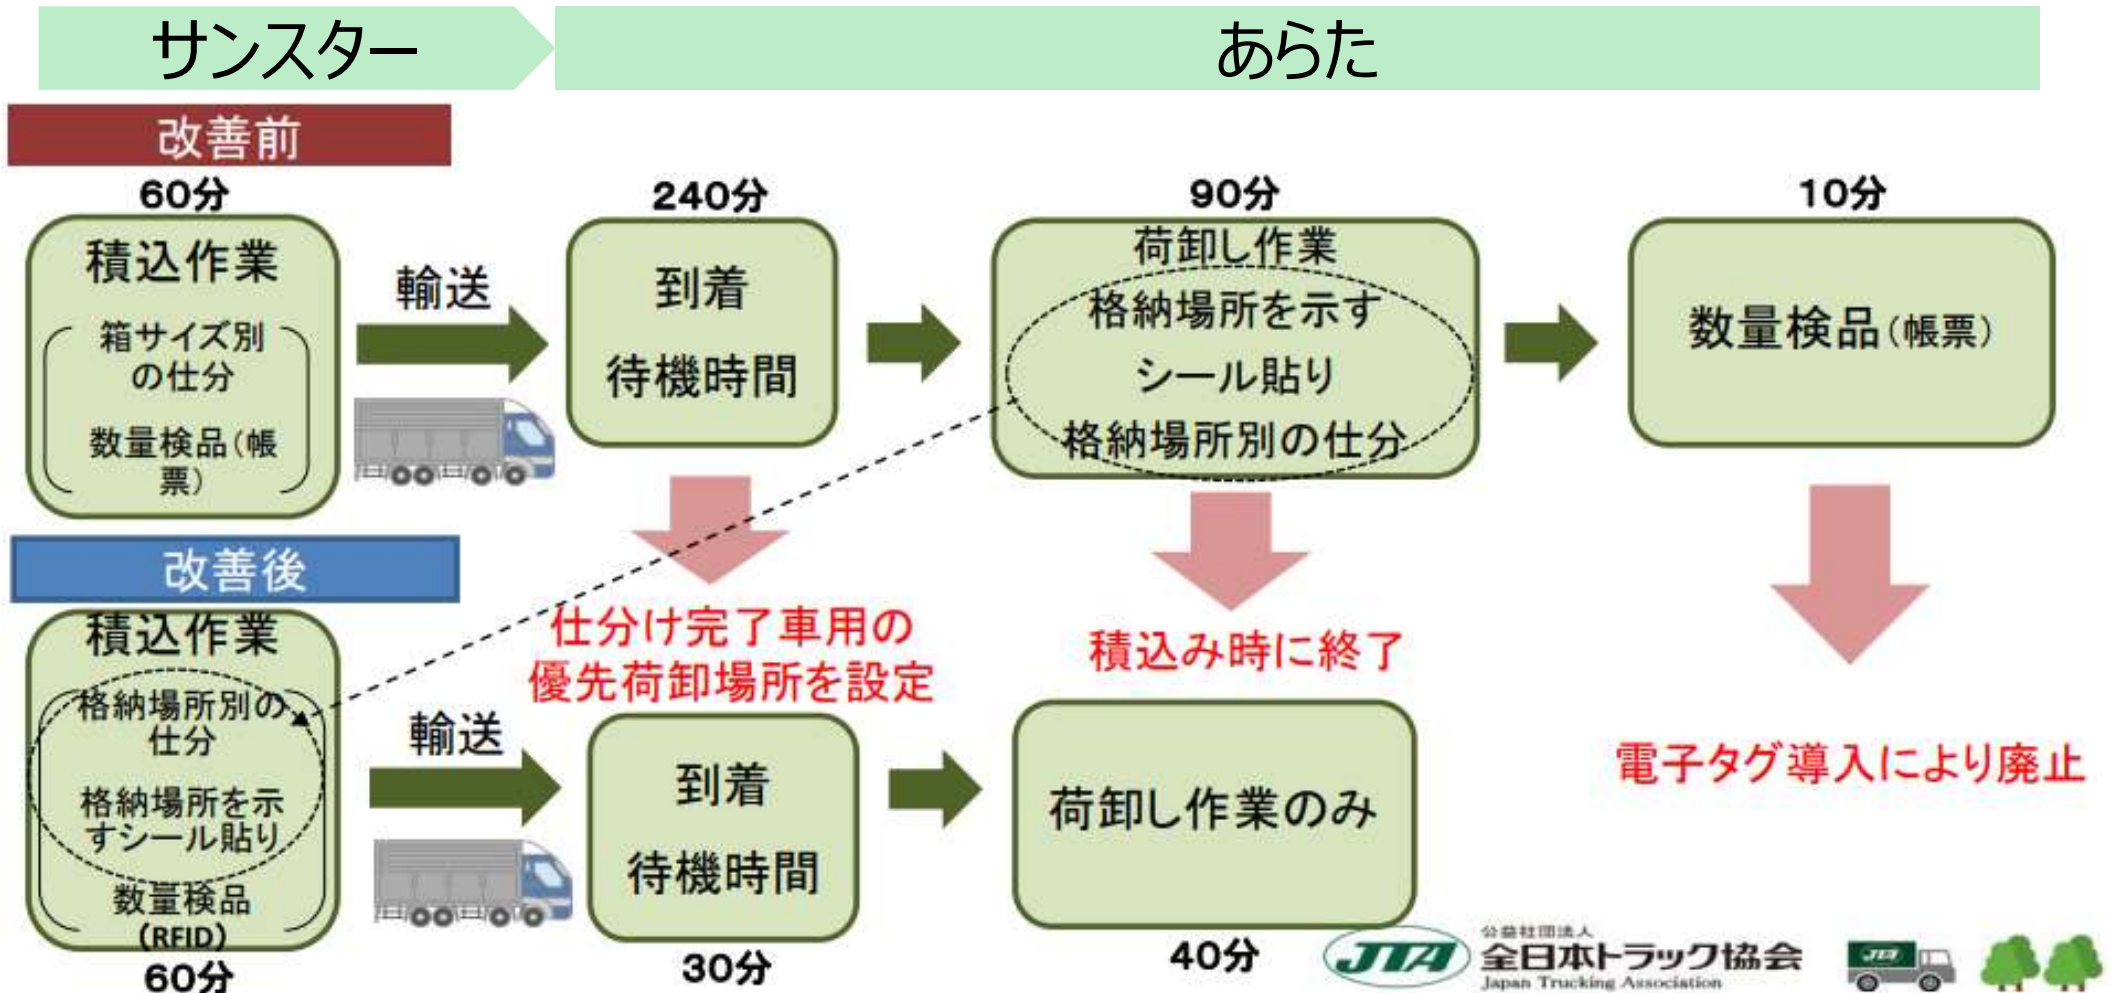 サンスター
あらた
改善前
60分
積込作業
箱サイズ別
の仕分
数量検品(帳
票)
輸送
240分
到着
待機時間
90分
荷卸し作業
格納場所を示す
シール貼り
格納場所別の仕分
10分
数量検品(帳票)
改善後
積込作業
格納場所別の
仕分
格納場所を示
すシール貼り
数量検品
(RFID)
60分
輸送
仕分け完了車用の
優先荷卸場所を設定
到着
待機時間
30分
積込み時に終了
荷卸し作業のみ
40分
電子タグ導入により廃止
JTA
公益社団法人
全日本トラック協会
Japan Trucking Association
JTA